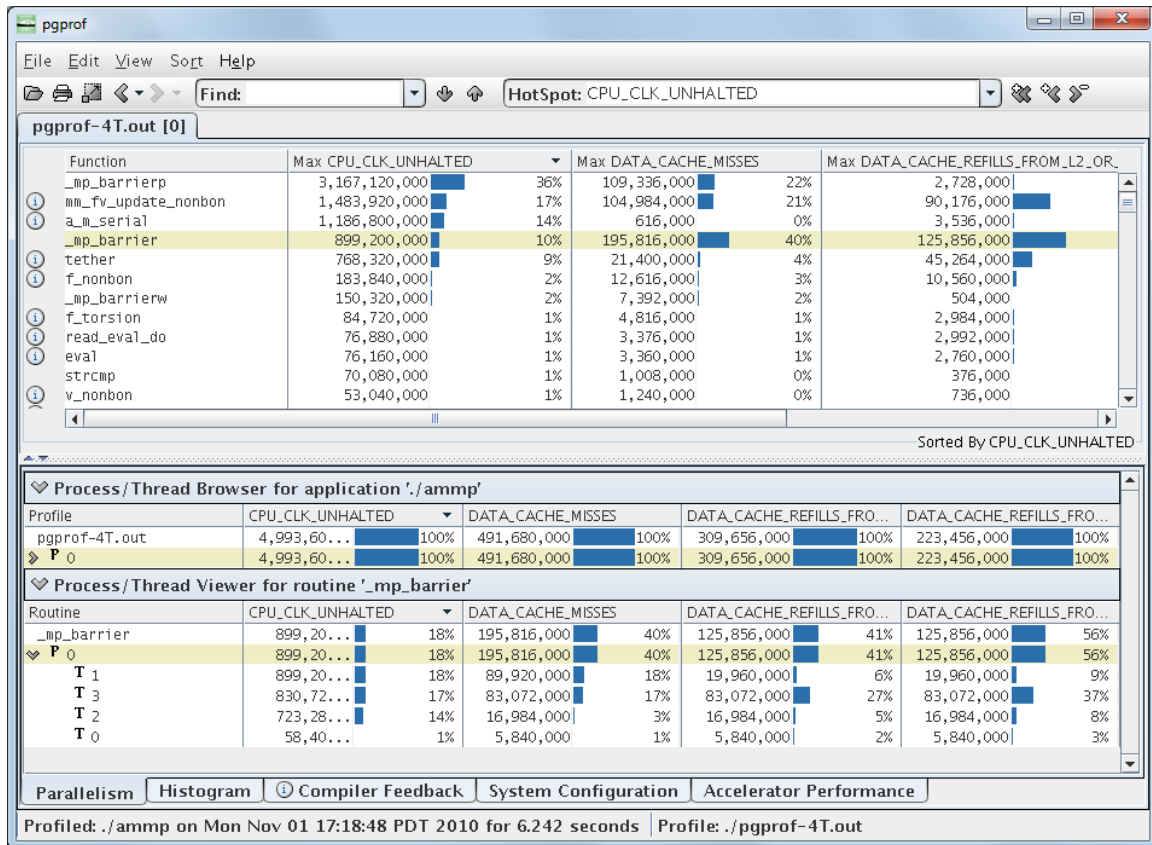 pgprof
File Edit View Sort Help
Find: HotSpot: CPU_CLK_UNHALTED
pgprof-4T.out [0]
Function Max CPU_CLK_UNHALTED Max DATA_CACHE_MISSES Max DATA_CACHE_REFILLS_FROM_L2_OR_
_mp_barrierp 3,167,120,000 36% 109,336,000 22% 2,728,000
mm_fv_update_nonbon 1,483,920,000 17% 104,984,000 21% 90,176,000
a_m_serial 1,186,800,000 14% 616,000 0% 3,536,000
_mp_barrier 899,200,000 10% 195,816,000 40% 125,856,000
tether 768,320,000 9% 21,400,000 4% 45,264,000
f_nonbon 183,840,000 2% 12,616,000 3% 10,560,000
_mp_barrierw 150,320,000 2% 7,392,000 2% 504,000
f_torsion 84,720,000 1% 4,816,000 1% 2,984,000
read_eval_do 76,880,000 1% 3,376,000 1% 2,992,000
eval 76,160,000 1% 3,360,000 1% 2,760,000
strcmp 70,080,000 1% 1,008,000 0% 376,000
v_nonbon 53,040,000 1% 1,240,000 0% 736,000
Sorted By CPU_CLK_UNHALTED
Process/Thread Browser for application './ammp'
Profile CPU_CLK_UNHALTED DATA_CACHE_MISSES DATA_CACHE_REFILLS_FRO... DATA_CACHE_REFILLS_FRO...
pgprof-4T.out 4,993,60... 100% 491,680,000 100% 309,656,000 100% 223,456,000 100%
P 0 4,993,60... 100% 491,680,000 100% 309,656,000 100% 223,456,000 100%
Process/Thread Viewer for routine '_mp_barrier'
Routine CPU_CLK_UNHALTED DATA_CACHE_MISSES DATA_CACHE_REFILLS_FRO... DATA_CACHE_REFILLS_FRO...
_mp_barrier 899,20... 18% 195,816,000 40% 125,856,000 41% 125,856,000 56%
P 0 899,20... 18% 195,816,000 40% 125,856,000 41% 125,856,000 56%
T 1 899,20... 18% 89,920,000 18% 19,960,000 6% 19,960,000 9%
T 3 830,72... 17% 83,072,000 17% 83,072,000 27% 83,072,000 37%
T 2 723,28... 14% 16,984,000 3% 16,984,000 5% 16,984,000 8%
T 0 58,40... 1% 5,840,000 1% 5,840,000 2% 5,840,000 3%
Parallelism Histogram Compiler Feedback System Configuration Accelerator Performance
Profiled: ./ammp on Mon Nov 01 17:18:48 PDT 2010 for 6.242 seconds Profile: ./pgprof-4T.out